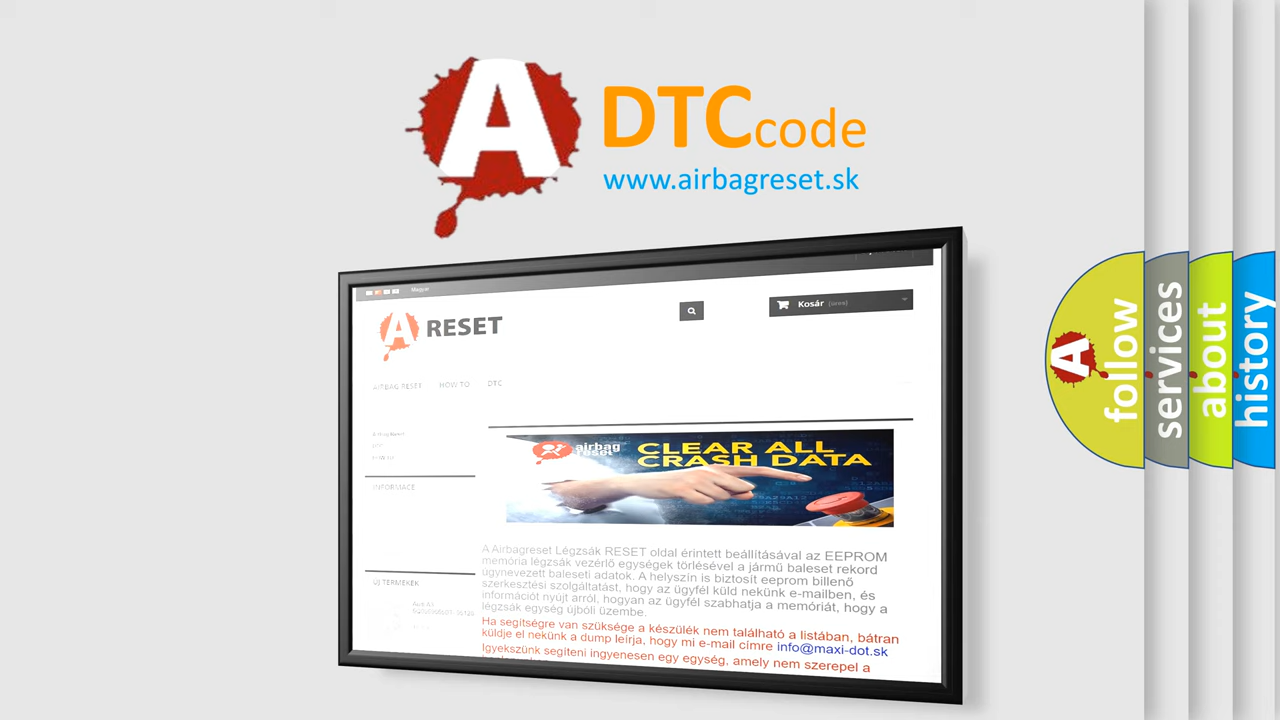 A
DTCcode
www.airbagreset.sk
Magyar
Kosár (üres)
A RESET
AIRBAG RESET HOW TO DTC
airbag reset
CLEAR ALL
CRASH DATA
INFORMACE
A Airbagreset Légzsák RESET oldal érintett beállításával az EEPROM
memória légzsák vezérlő egységek törlésével a jármű baleset rekord
úgynevezett baleseti adatok. A helyszín is biztosít eeprom billenő
szerkesztési szolgáltatást, hogy az ügyfél küld nekünk e-mailben, és
információt nyújt arról, hogyan az ügyfél szabhatja a memóriát, hogy a
légzsák egység újbóli üzembe.
Ha segítségre van szüksége a készülék nem található a listában, bátran
küldje el nekünk a dump leírja, hogy mi e-mail címre info@maxi-dot.sk
Igyekszünk segíteni ingyenesen egy egység, amely nem szerepel a
ÚJ TERMÉKEK
A
follow
services
about
history